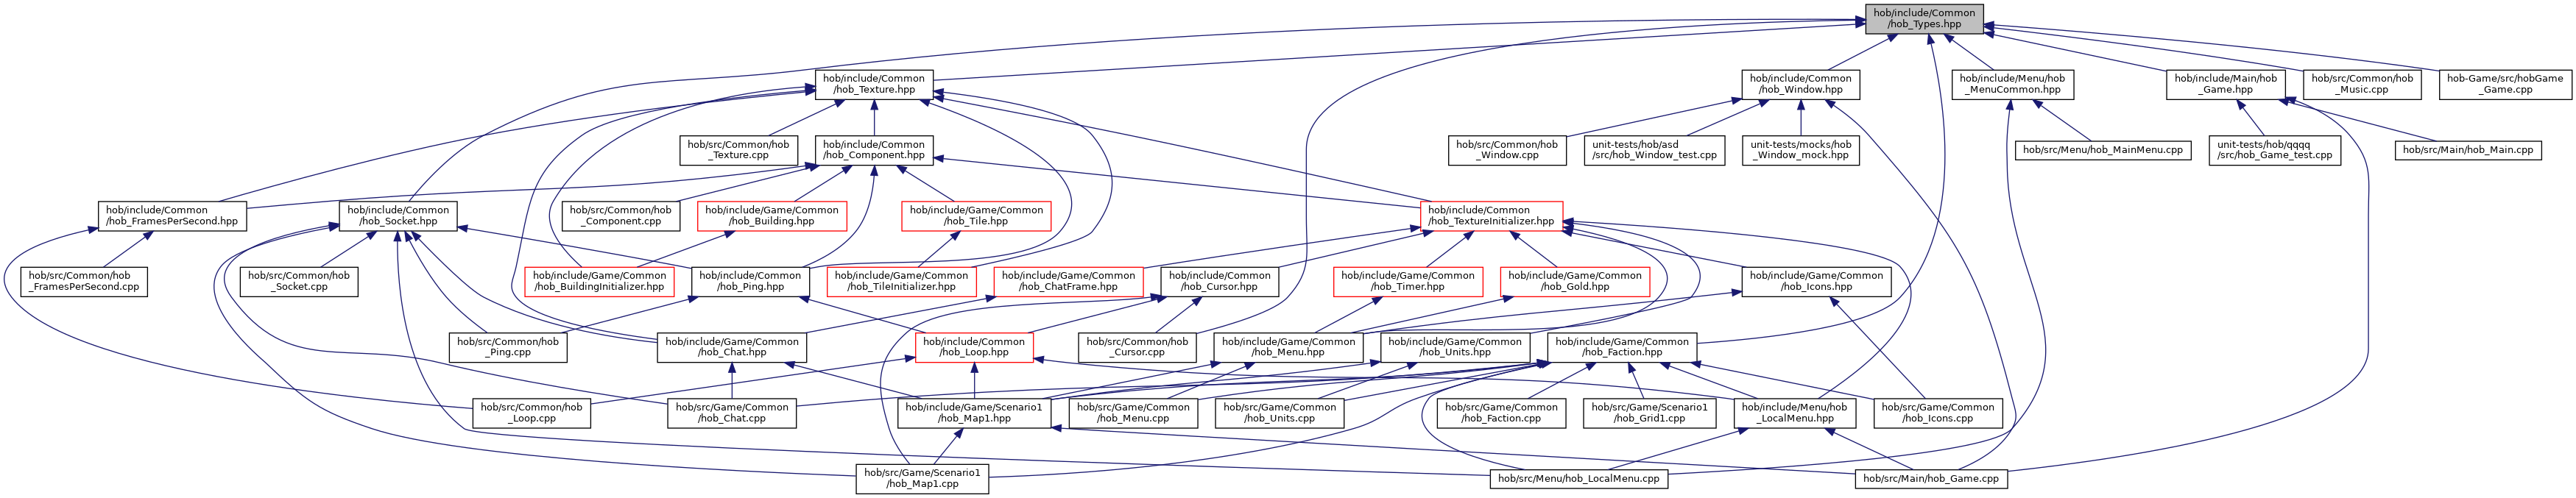 hob/include/Common
/hob_Types.hpp
hob/include/Common
/hob_Texture.hpp
hob/include/Common
/hob_Window.hpp
hob/include/Menu/hob
_MenuCommon.hpp
hob/include/Main/hob
_Game.hpp
hob/src/Common/hob
_Music.cpp
hob-Game/src/hobGame
_Game.cpp
hob/src/Common/hob
_Texture.cpp
hob/include/Common
/hob_Component.hpp
hob/src/Common/hob
_Window.cpp
unit-tests/hob/asd
/src/hob_Window_test.cpp
unit-tests/mocks/hob
_Window_mock.hpp
hob/src/Menu/hob_MainMenu.cpp
unit-tests/hob/qqqq
/src/hob_Game_test.cpp
hob/src/Main/hob_Main.cpp
hob/include/Common
/hob_FramesPerSecond.hpp
hob/include/Common
/hob_Socket.hpp
hob/src/Common/hob
_Component.cpp
hob/include/Game/Common
/hob_Building.hpp
hob/include/Game/Common
/hob_Tile.hpp
hob/include/Common
/hob_TextureInitializer.hpp
hob/src/Common/hob
_FramesPerSecond.cpp
hob/src/Common/hob
_Socket.cpp
hob/include/Game/Common
/hob_BuildingInitializer.hpp
hob/include/Common
/hob_Ping.hpp
hob/include/Game/Common
/hob_TileInitializer.hpp
hob/include/Game/Common
/hob_ChatFrame.hpp
hob/include/Common
/hob_Cursor.hpp
hob/include/Game/Common
/hob_Timer.hpp
hob/include/Game/Common
/hob_Gold.hpp
hob/include/Game/Common
/hob_Icons.hpp
hob/src/Common/hob
_Ping.cpp
hob/include/Game/Common
/hob_Chat.hpp
hob/include/Common
/hob_Loop.hpp
hob/src/Common/hob
_Cursor.cpp
hob/include/Game/Common
/hob_Menu.hpp
hob/include/Game/Common
/hob_Units.hpp
hob/include/Game/Common
/hob_Faction.hpp
hob/src/Common/hob
_Loop.cpp
hob/src/Game/Common
/hob_Chat.cpp
hob/include/Game/Scenario1
/hob_Map1.hpp
hob/src/Game/Common
/hob_Menu.cpp
hob/src/Game/Common
/hob_Units.cpp
hob/src/Game/Common
/hob_Faction.cpp
hob/src/Game/Scenario1
/hob_Grid1.cpp
hob/include/Menu/hob
_LocalMenu.hpp
hob/src/Game/Common
/hob_Icons.cpp
hob/src/Game/Scenario1
/hob_Map1.cpp
hob/src/Menu/hob_LocalMenu.cpp
hob/src/Main/hob_Game.cpp